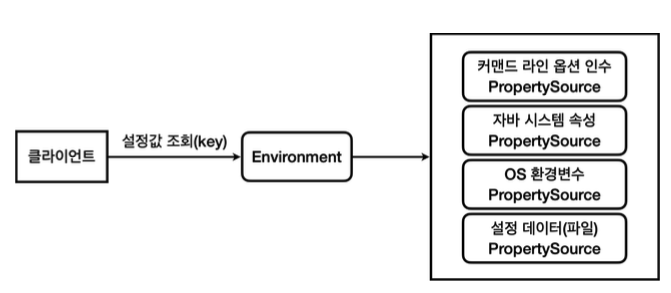 클라이언트
설정값 조회(key)
Environment
커맨드 라인 옵션 인수
PropertySource
자바 시스템 속성
PropertySource
OS 환경변수
PropertySource
설정 데이터(파일)
PropertySource